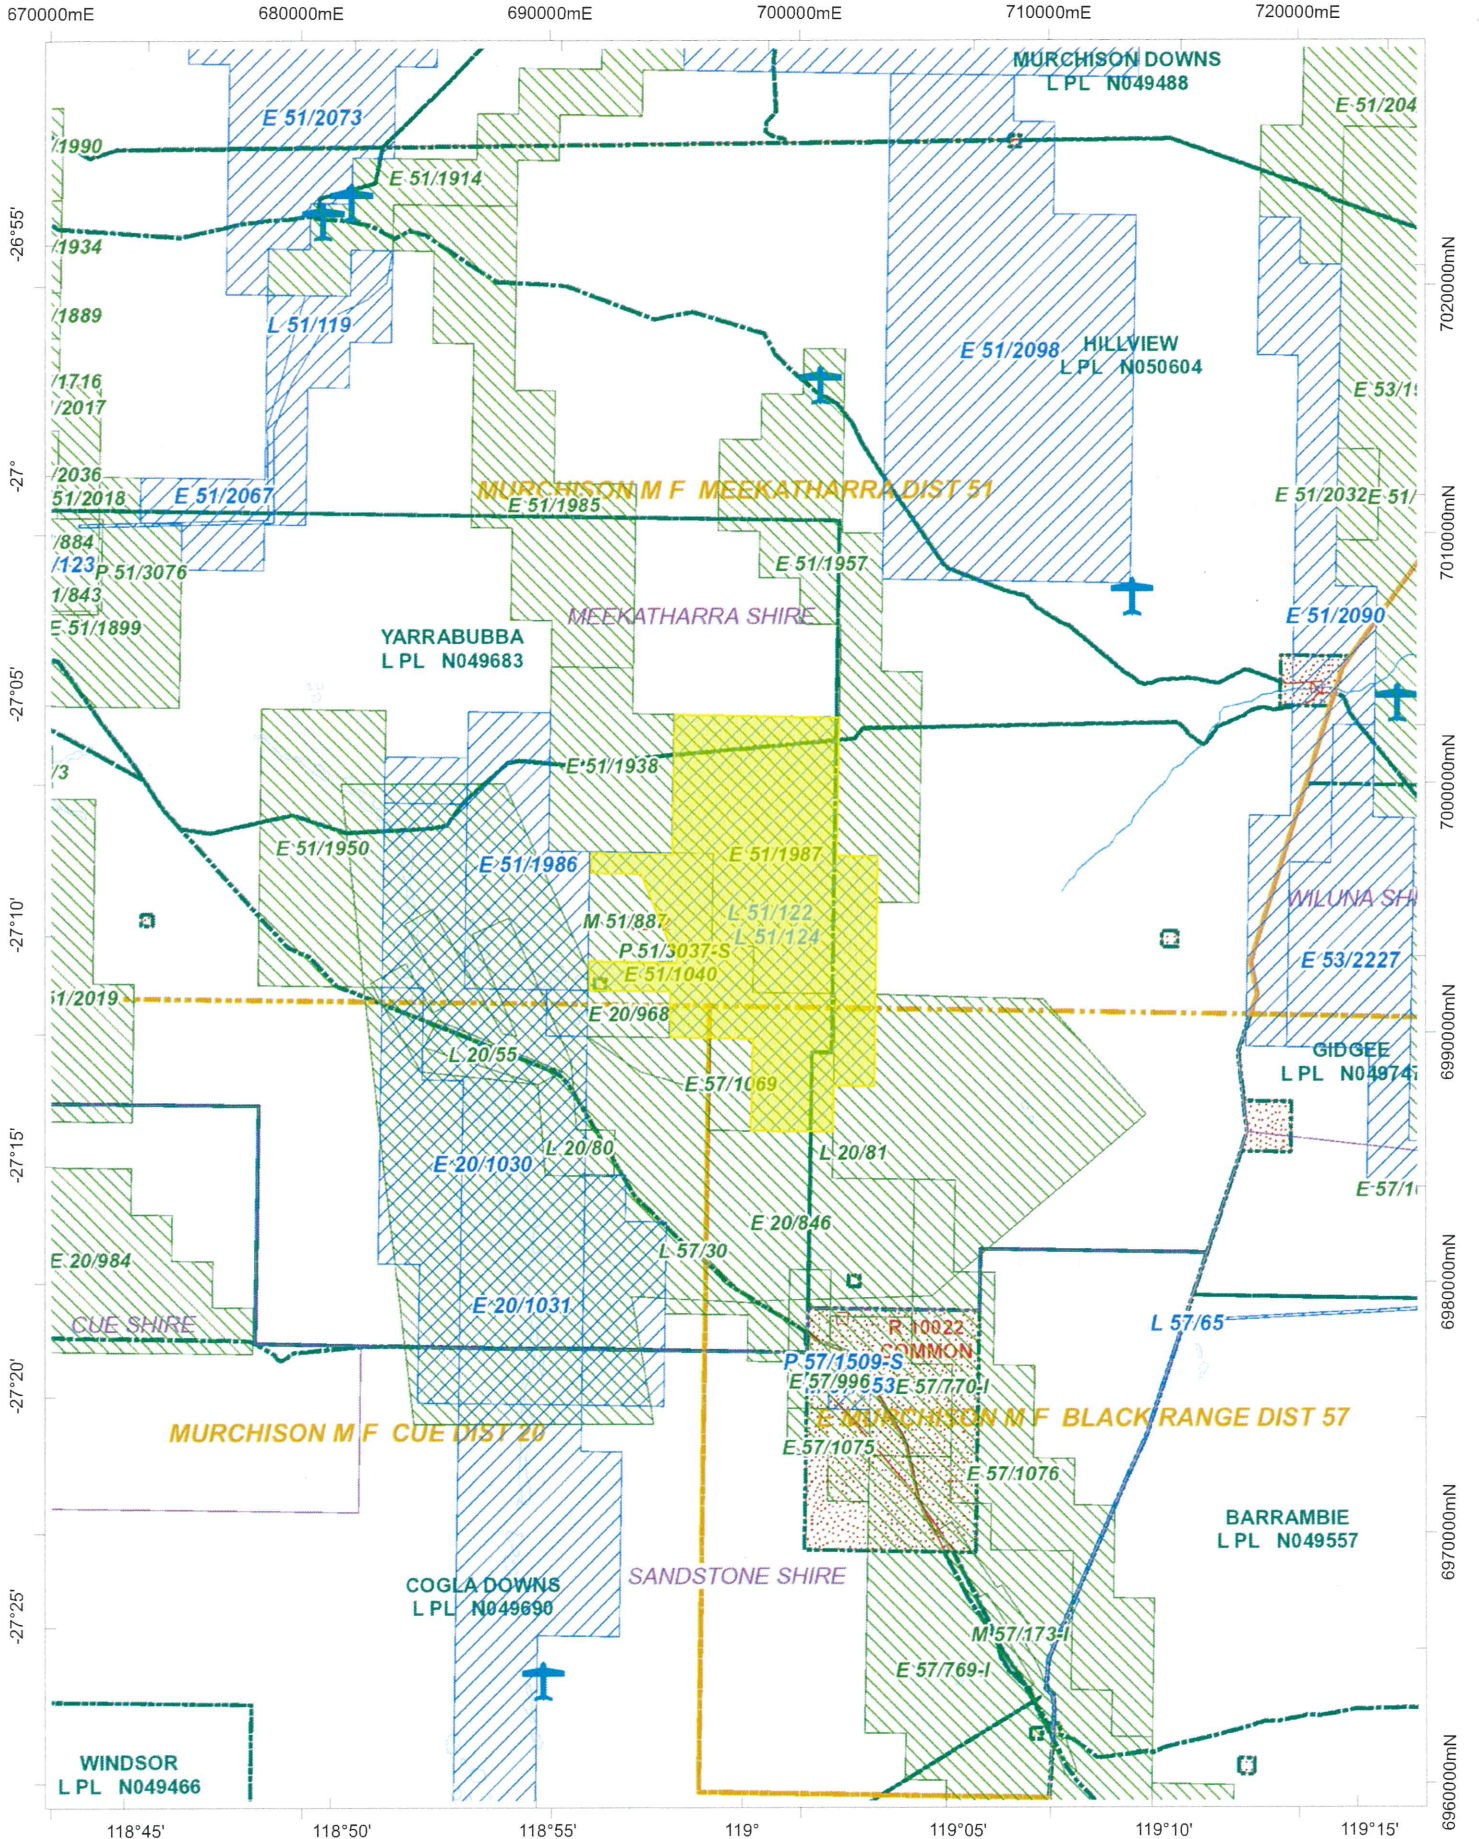 670000mE 680000mE 690000mE 700000mE 710000mE 720000mE
MURCHISON DOWNS
L PL N049488
E 51/204
E 51/2073
/1990
E 51/1914
-26°55'
/1934
7020000mN
/1889
L 51/119
E 51/2098
HILLVIEW
L PL N050604
/1716
/2017
E 53/19
-27°
/2036
51/2018
E 51/2067
MURCHISON M F MEEKATHARRA DIST 51
E 51/1985
E 51/2032
E 51/
7010000mN
/884
/123
P 51/3076
E 51/1957
1/843
E 51/1899
MEEKATHARRA SHIRE
E 51/2090
YARRABUBBA
L PL N049683
-27°05'
/3
E 51/1938
7000000mN
E 51/1950
E 51/1986
E 51/1987
WILUNA SHI
-27°10'
M 51/887
L 51/122
L 51/124
P 51/3037-S
E 51/1040
E 53/2227
51/2019
E 20/968
6990000mN
L 20/55
GIDGEE
L PL N049747
E 57/1069
-27°15'
L 20/80
L 20/81
E 20/1030
E 57/1
E 20/846
L 57/30
E 20/984
6980000mN
E 20/1031
CUE SHIRE
L 57/65
R 10022
COMMON
P 57/1509-S
E 57/996
53
E 57/770-I
-27°20'
MURCHISON M F CUE DIST 20
E MURCHISON M F BLACK RANGE DIST 57
E 57/1075
E 57/1076
BARRAMBIE
L PL N049557
6970000mN
SANDSTONE SHIRE
COGLA DOWNS
L PL N049690
-27°25'
M 57/173-I
E 57/769-I
WINDSOR
L PL N049466
6960000mN
118°45' 118°50' 118°55' 119° 119°05' 119°10' 119°15'